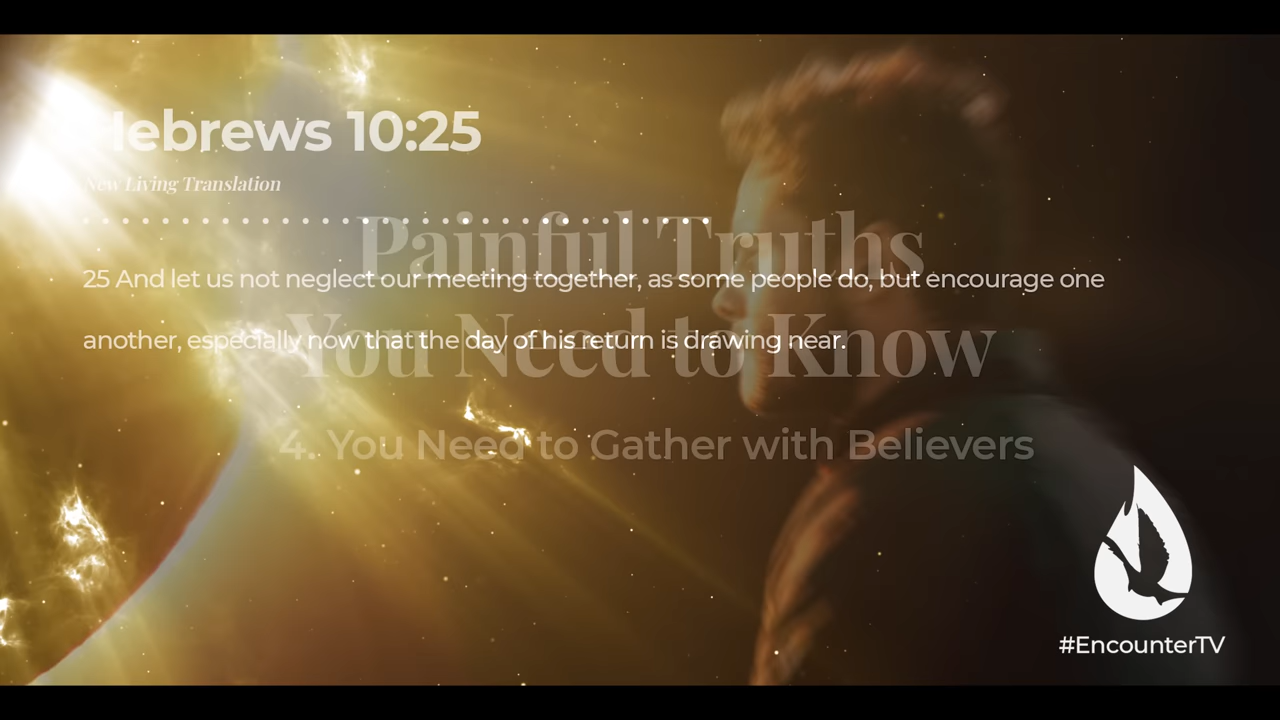 Hebrews 10:25
New Living Translation
Painful Truths
25 And let us not neglect our meeting together, as some people do, but encourage one
You Need to Know
another, especially now that the day of his return is drawing near.
4. You Need to Gather with Believers
#EncounterTV